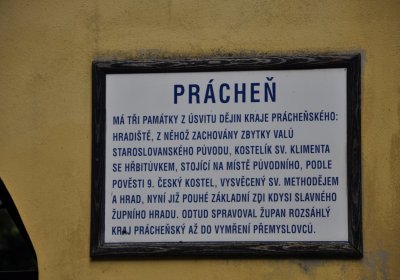 PRÁCHEŇ
MÁ TŘI PAMÁTKY Z ÚSVITU DĚJIN KRAJE PRÁCHEŇSKÉHO:
HRADIŠTĚ, Z NĚHOŽ ZACHOVÁNY ZBYTKY VALŮ
STAROSLOVANSKÉHO PŮVODU, KOSTELÍK SV. KLIMENTA
SE HŘBITŮVKEM, STOJÍCÍ NA MÍSTĚ PŮVODNÍHO, PODLE
POVĚSTI 9. ČESKÝ KOSTEL, VYSVĚCENÝ SV. METHODĚJEM
A HRAD, NYNÍ JIŽ POUHÉ ZÁKLADNÍ ZDI KDYSI SLAVNÉHO
ŽUPNÍHO HRADU. ODTUD SPRAVOVAL ŽUPAN ROZSÁHLÝ
KRAJ PRÁCHEŇSKÝ AŽ DO VYMŘENÍ PŘEMYSLOVCŮ.